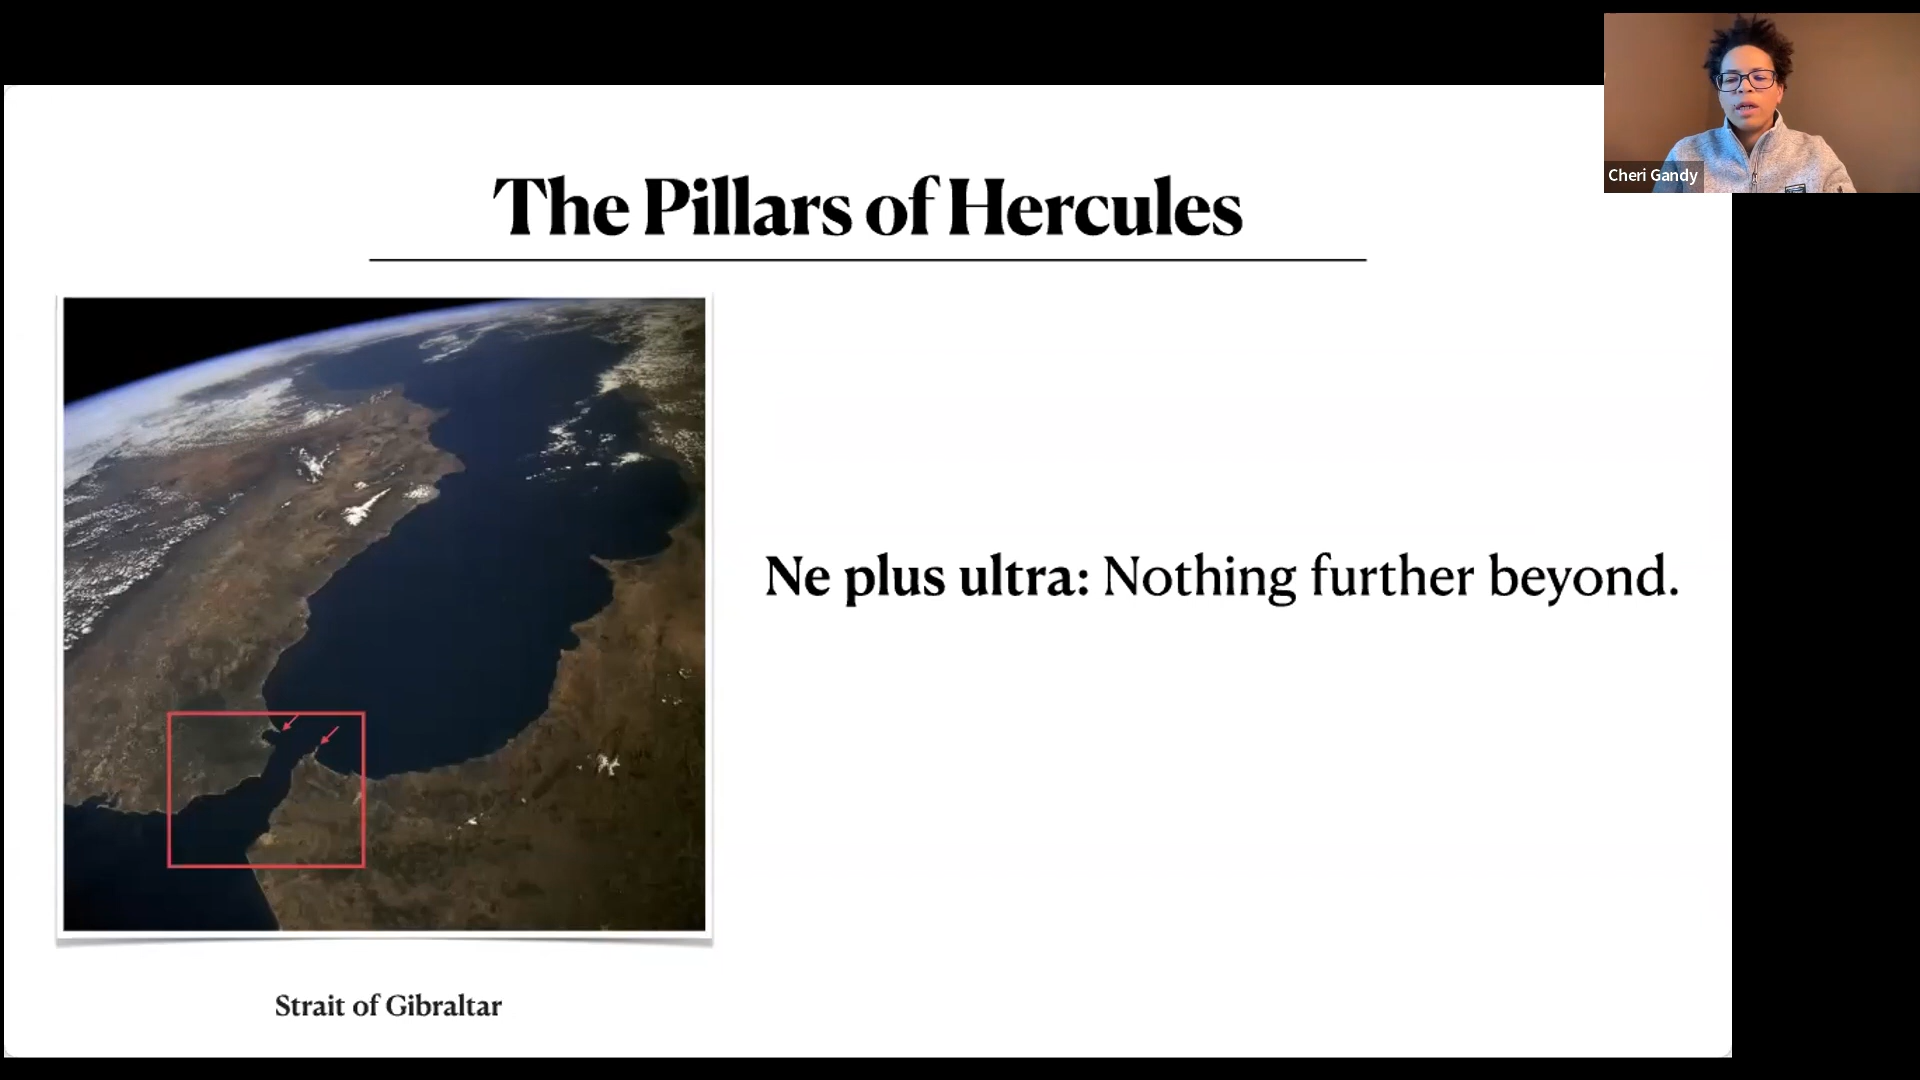 Cheri Gandy
The Pillars of Hercules
Ne plus ultra: Nothing further beyond.
Strait of Gibraltar